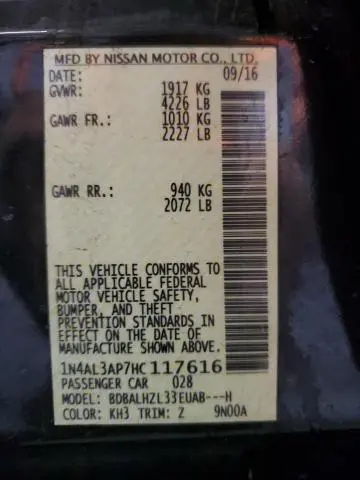 MFD BY NISSAN MOTOR CO., LTD.
DATE: 09/16
GVWR: 1917 KG
4226 LB
GAWR FR.: 1010 KG
2227 LB
GAWR RR.: 940 KG
2072 LB
THIS VEHICLE CONFORMS TO
ALL APPLICABLE FEDERAL
MOTOR VEHICLE SAFETY,
BUMPER, AND THEFT
PREVENTION STANDARDS IN
EFFECT ON THE DATE OF
MANUFACTURE SHOWN ABOVE.
1N4AL3AP7HC117616
PASSENGER CAR 028
MODEL: BDBALHZL33EUAB---H
COLOR: KH3 TRIM: Z 9N00A